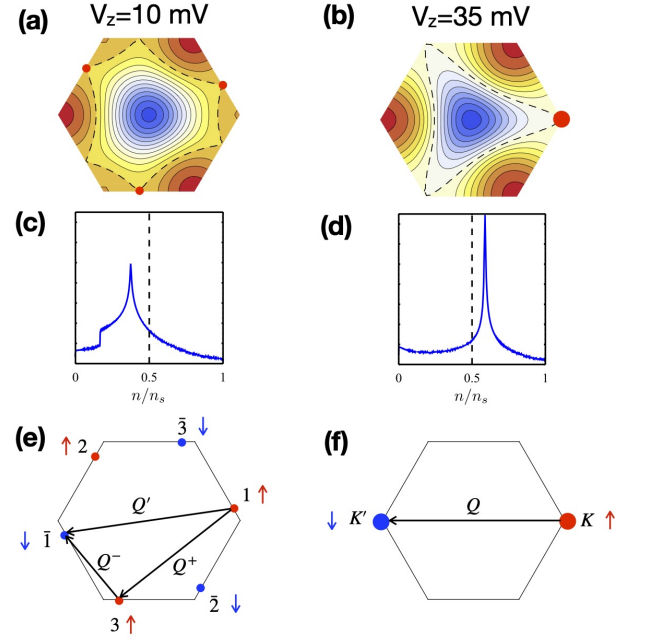 (a) V_z=10 mV
(b) V_z=35 mV
(c)
0 0.5 1
n/n_s
(d)
0 0.5 1
n/n_s
(e)
↑ 2
3̄ ↓
1 ↑
Q′
↓ 1̄
Q⁻
Q⁺
2̄ ↓
3 ↑
(f)
↓ K′
Q
K ↑